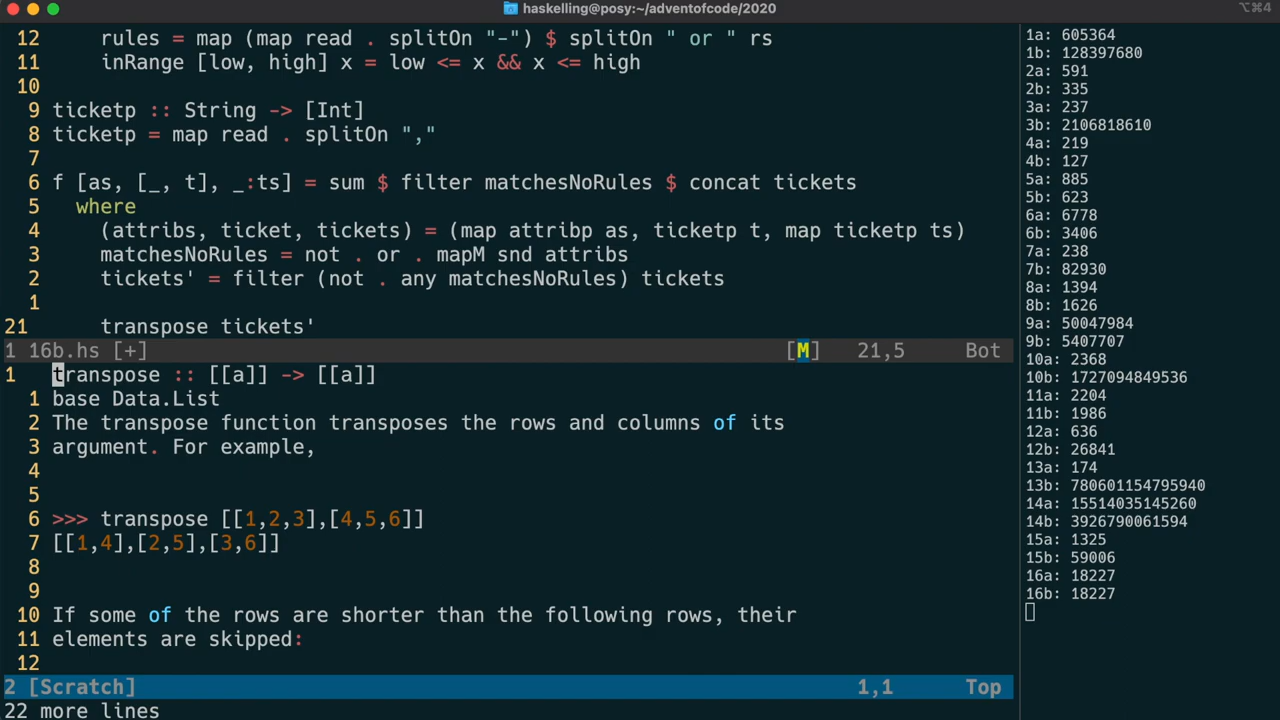 haskelling@posy:~/adventofcode/2020
⌥⌘4
12     rules = map (map read . splitOn "-") $ splitOn " or " rs
11     inRange [low, high] x = low <= x && x <= high
10
9 ticketp :: String -> [Int]
8 ticketp = map read . splitOn ","
7
6 f [as, [_, t], _:ts] = sum $ filter matchesNoRules $ concat tickets
5   where
4     (attribs, ticket, tickets) = (map attribp as, ticketp t, map ticketp ts)
3     matchesNoRules = not . or . mapM snd attribs
2     tickets' = filter (not . any matchesNoRules) tickets
1
21     transpose tickets'
1 16b.hs [+] [M] 21,5 Bot
1 transpose :: [[a]] -> [[a]]
1 base Data.List
2 The transpose function transposes the rows and columns of its
3 argument. For example,
4
5
6 >>> transpose [[1,2,3],[4,5,6]]
7 [[1,4],[2,5],[3,6]]
8
9
10 If some of the rows are shorter than the following rows, their
11 elements are skipped:
12
2 [Scratch] 1,1 Top
22 more lines
1a: 605364
1b: 128397680
2a: 591
2b: 335
3a: 237
3b: 2106818610
4a: 219
4b: 127
5a: 885
5b: 623
6a: 6778
6b: 3406
7a: 238
7b: 82930
8a: 1394
8b: 1626
9a: 50047984
9b: 5407707
10a: 2368
10b: 1727094849536
11a: 2204
11b: 1986
12a: 636
12b: 26841
13a: 174
13b: 780601154795940
14a: 15514035145260
14b: 3926790061594
15a: 1325
15b: 59006
16a: 18227
16b: 18227